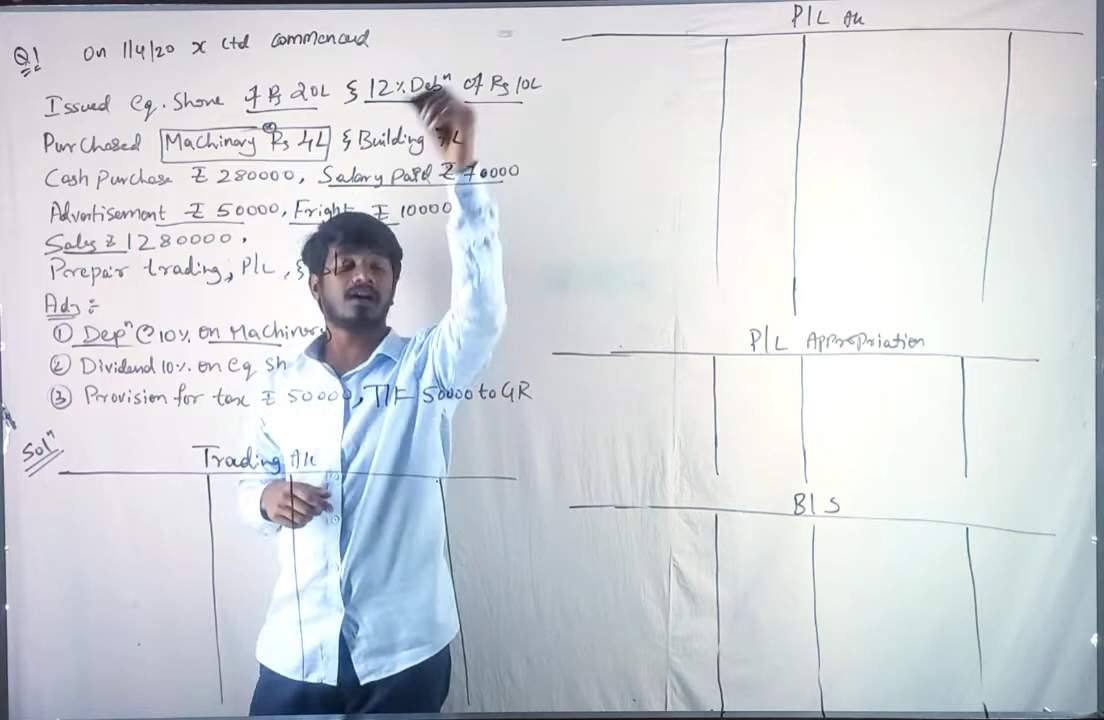 Q1 On 1/4/20 X Ltd Commenced
Issued Eq. Share of Rs 20L & 12% Debⁿ of Rs 10L
Purchased Machinary Rs 4L & Building L
Cash Purchase ₹ 280000, Salary paid ₹ 70000
Advertisement ₹ 50000, Fright ₹ 10000
Sales ₹ 1280000.
Prepair trading, P/L, &
Adj:-
① Depⁿ @ 10% on Machinary
② Dividend 10% on Eq Sh
③ Provision for tax ₹ 50000, T/F 50000 to GR
Solⁿ
Trading A/c
P/L A/c
P/L Appropriation
B/S